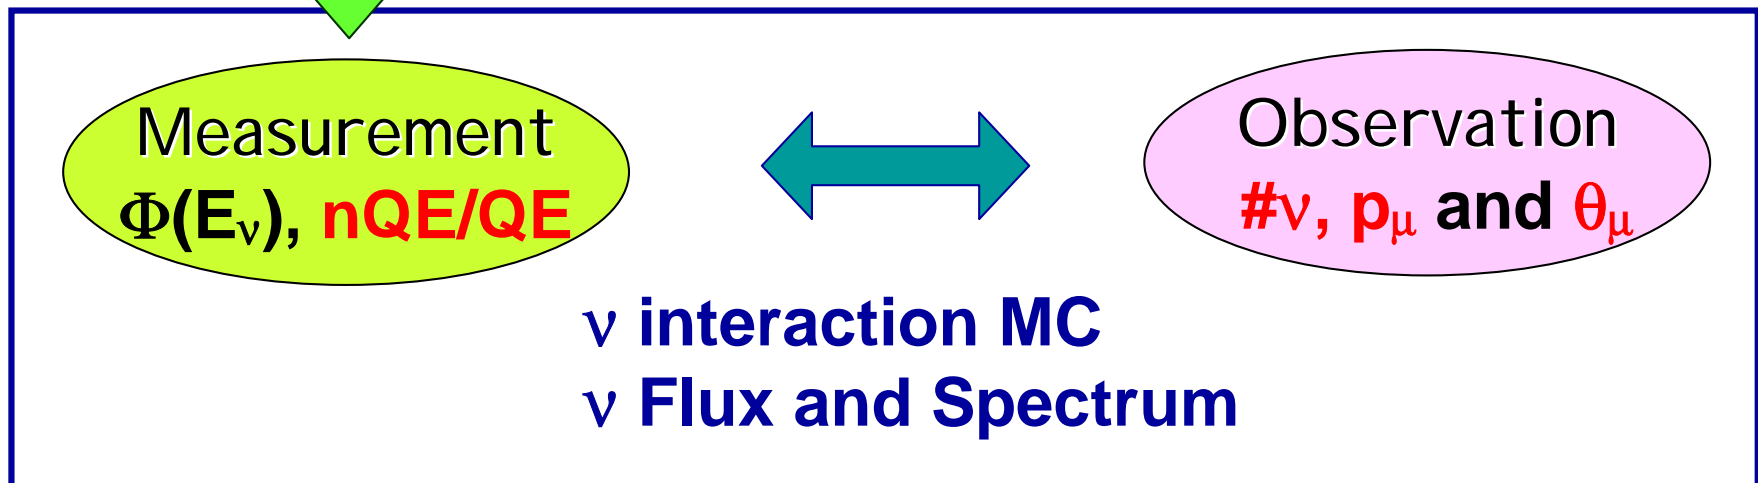 Measurement
Φ(Eν), nQE/QE
Observation
#ν, pμ and θμ
ν interaction MC
ν Flux and Spectrum